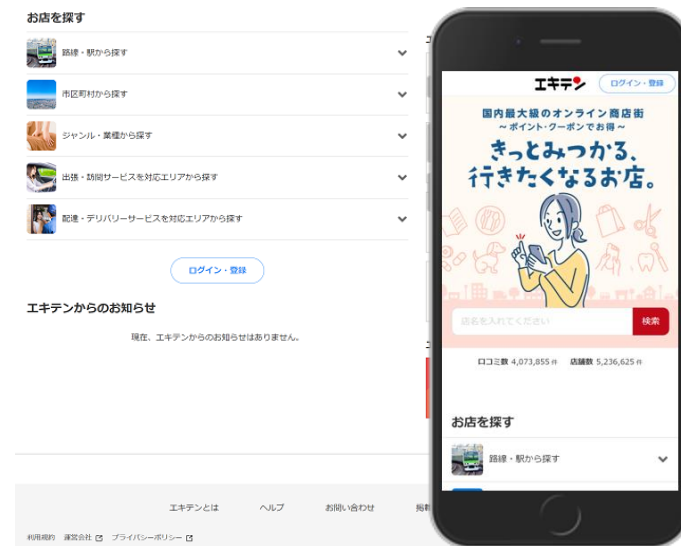 お店を探す
路線・駅から探す
市区町村から探す
ジャンル・業種から探す
出張・訪問サービスを対応エリアから探す
配達・デリバリーサービスを対応エリアから探す
ログイン・登録
エキテンからのお知らせ
現在、エキテンからのお知らせはありません。
エキテンとは
ヘルプ
お問い合わせ
利用規約
運営会社
プライバシーポリシー
エキテン
ログイン・登録
国内最大級のオンライン商店街
~ポイント・クーポンでお得~
きっとみつかる、
行きたくなるお店。
店名を入れてください
検索
口コミ数 4,073,855 件 店舗数 5,236,625 件
お店を探す
路線・駅から探す